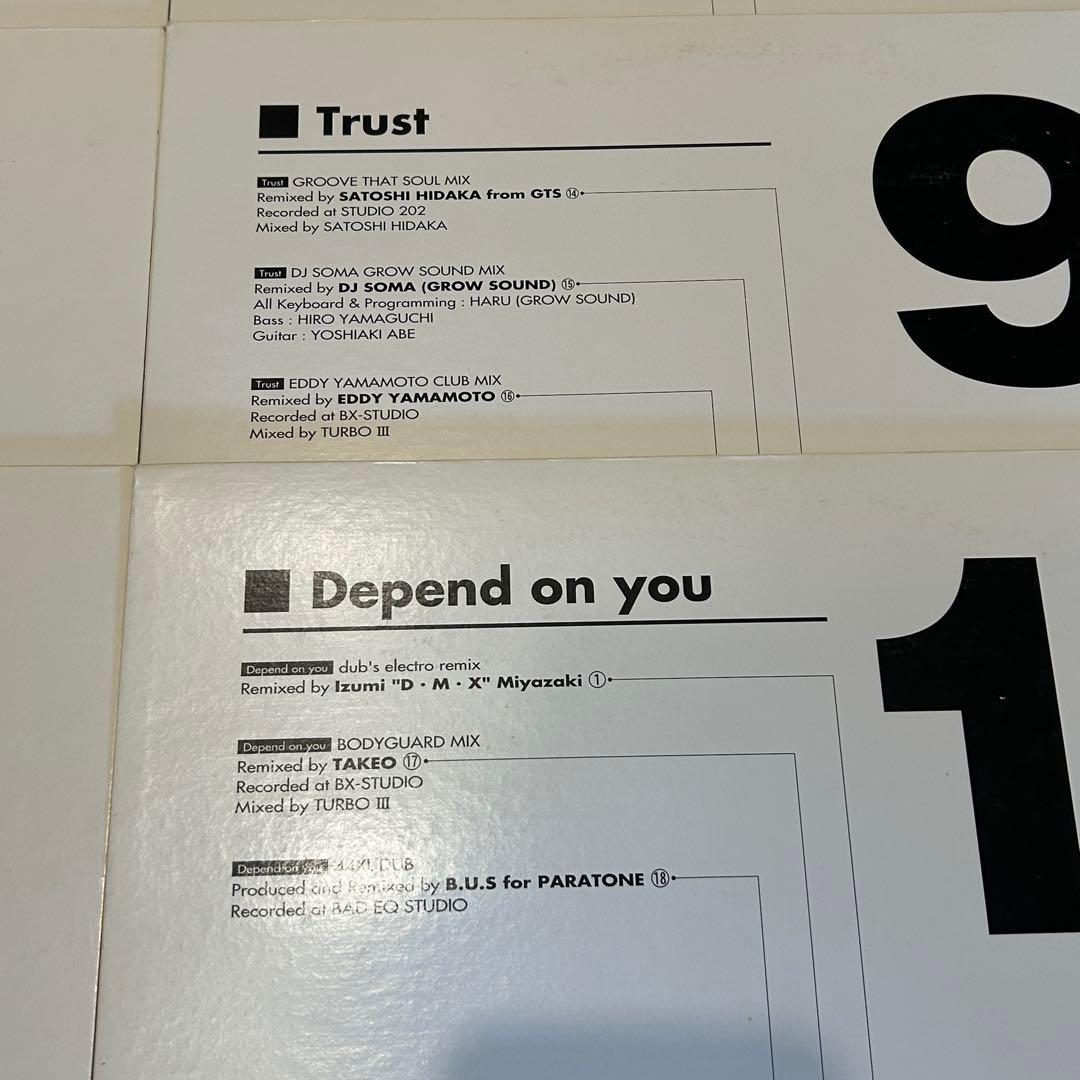 ■ Trust
9
Trust GROOVE THAT SOUL MIX
Remixed by SATOSHI HIDAKA from GTS ⑭
Recorded at STUDIO 202
Mixed by SATOSHI HIDAKA
Trust DJ SOMA GROW SOUND MIX
Remixed by DJ SOMA (GROW SOUND) ⑮
All Keyboard & Programming : HARU (GROW SOUND)
Bass : HIRO YAMAGUCHI
Guitar : YOSHIAKI ABE
Trust EDDY YAMAMOTO CLUB MIX
Remixed by EDDY YAMAMOTO ⑯
Recorded at BX-STUDIO
Mixed by TURBO III
■ Depend on you
1
Depend on you dub's electro remix
Remixed by Izumi "D・M・X" Miyazaki ①
Depend on you BODYGUARD MIX
Remixed by TAKEO ⑰
Recorded at BX-STUDIO
Mixed by TURBO III
Depend on you DUB
Produced and Remixed by B.U.S for PARATONE ⑱
Recorded at BAD EQ STUDIO